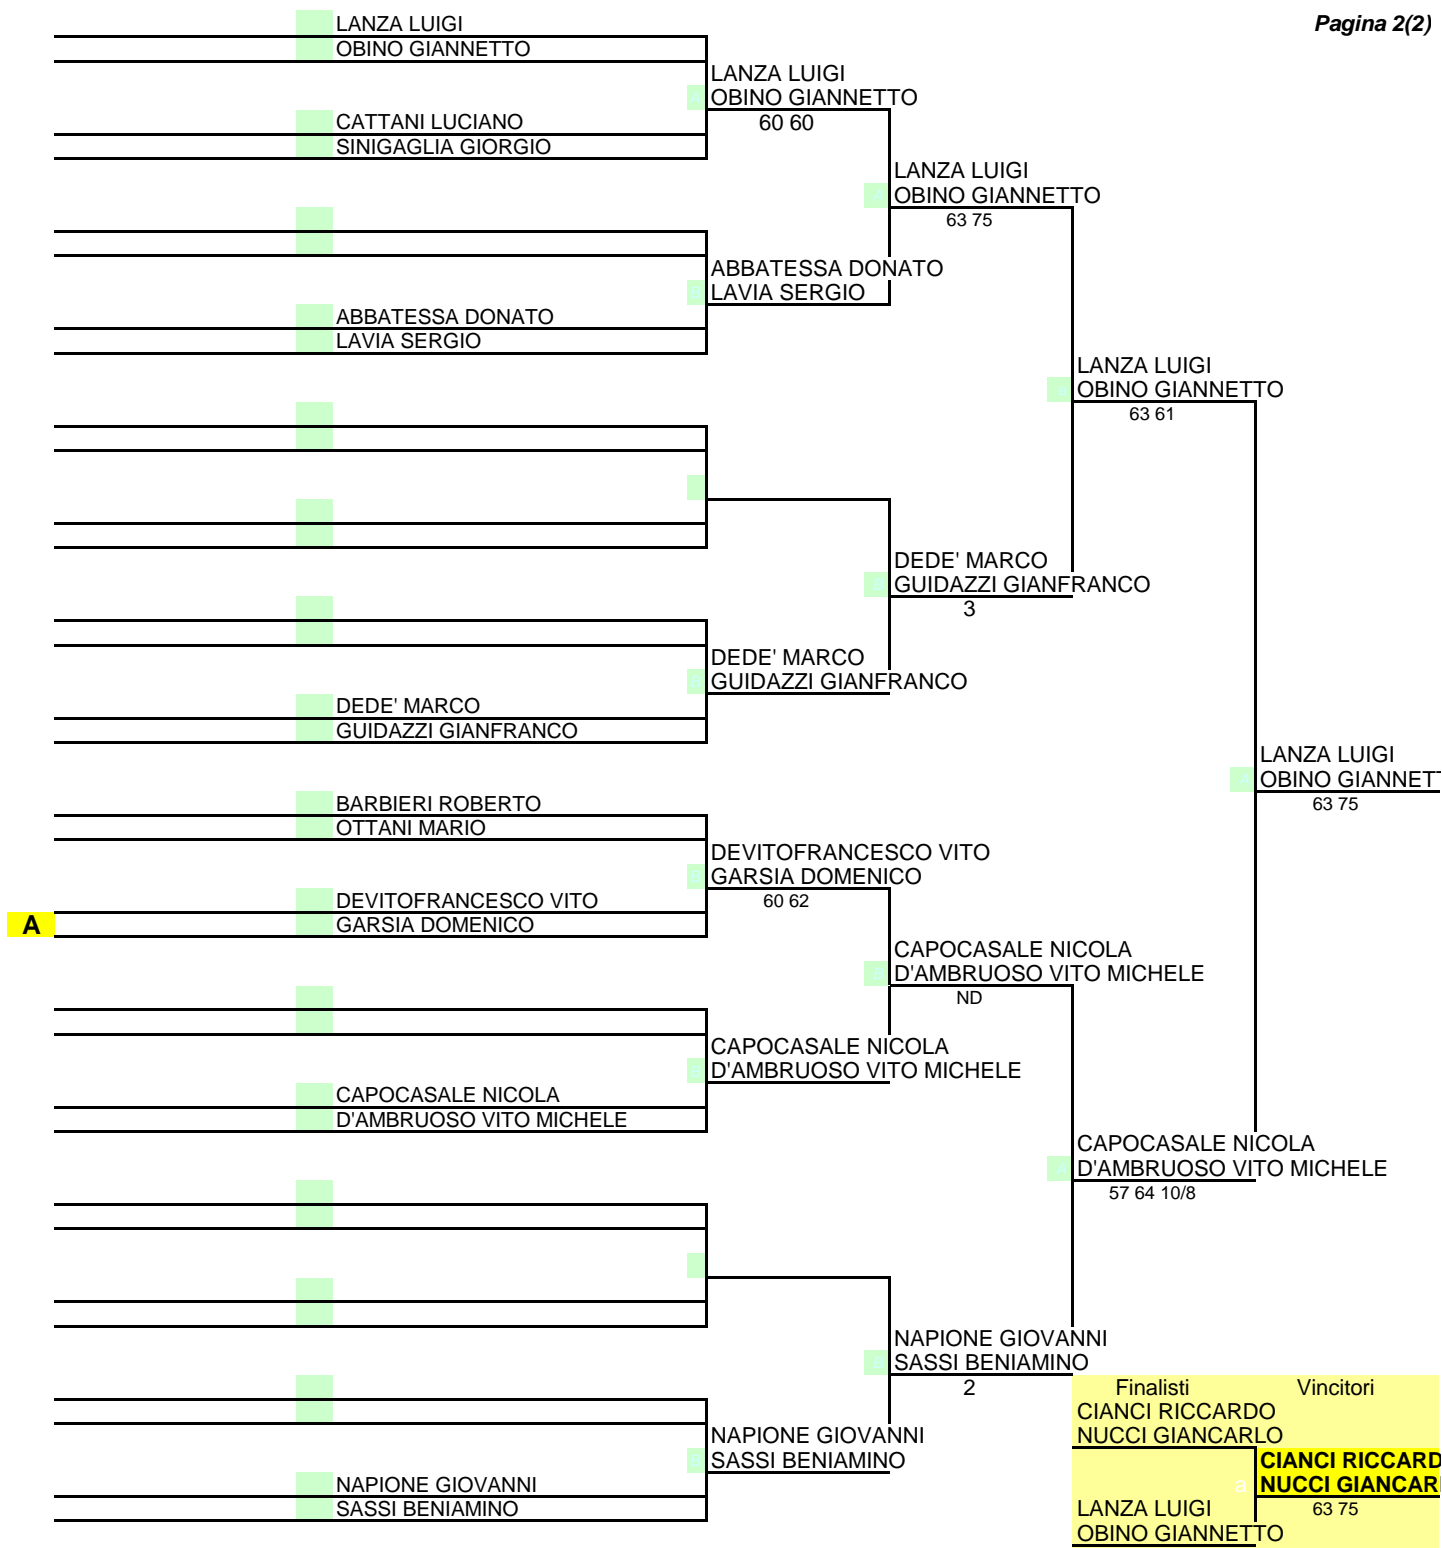 Pagina 2(2)
LANZA LUIGI
OBINO GIANNETTO
LANZA LUIGI
OBINO GIANNETTO
60 60
CATTANI LUCIANO
SINIGAGLIA GIORGIO
LANZA LUIGI
OBINO GIANNETTO
63 75
ABBATESSA DONATO
LAVIA SERGIO
ABBATESSA DONATO
LAVIA SERGIO
LANZA LUIGI
OBINO GIANNETTO
63 61
DEDE' MARCO
GUIDAZZI GIANFRANCO
3
DEDE' MARCO
GUIDAZZI GIANFRANCO
DEDE' MARCO
GUIDAZZI GIANFRANCO
LANZA LUIGI
OBINO GIANNETT
63 75
BARBIERI ROBERTO
OTTANI MARIO
DEVITOFRANCESCO VITO
GARSIA DOMENICO
60 62
DEVITOFRANCESCO VITO
A GARSIA DOMENICO
CAPOCASALE NICOLA
D'AMBRUOSO VITO MICHELE
ND
CAPOCASALE NICOLA
D'AMBRUOSO VITO MICHELE
CAPOCASALE NICOLA
D'AMBRUOSO VITO MICHELE
CAPOCASALE NICOLA
D'AMBRUOSO VITO MICHELE
57 64 10/8
NAPIONE GIOVANNI
SASSI BENIAMINO
2
NAPIONE GIOVANNI
SASSI BENIAMINO
NAPIONE GIOVANNI
SASSI BENIAMINO
Finalisti Vincitori
CIANCI RICCARDO
NUCCI GIANCARLO
CIANCI RICCARD
a NUCCI GIANCAR
63 75
LANZA LUIGI
OBINO GIANNETTO